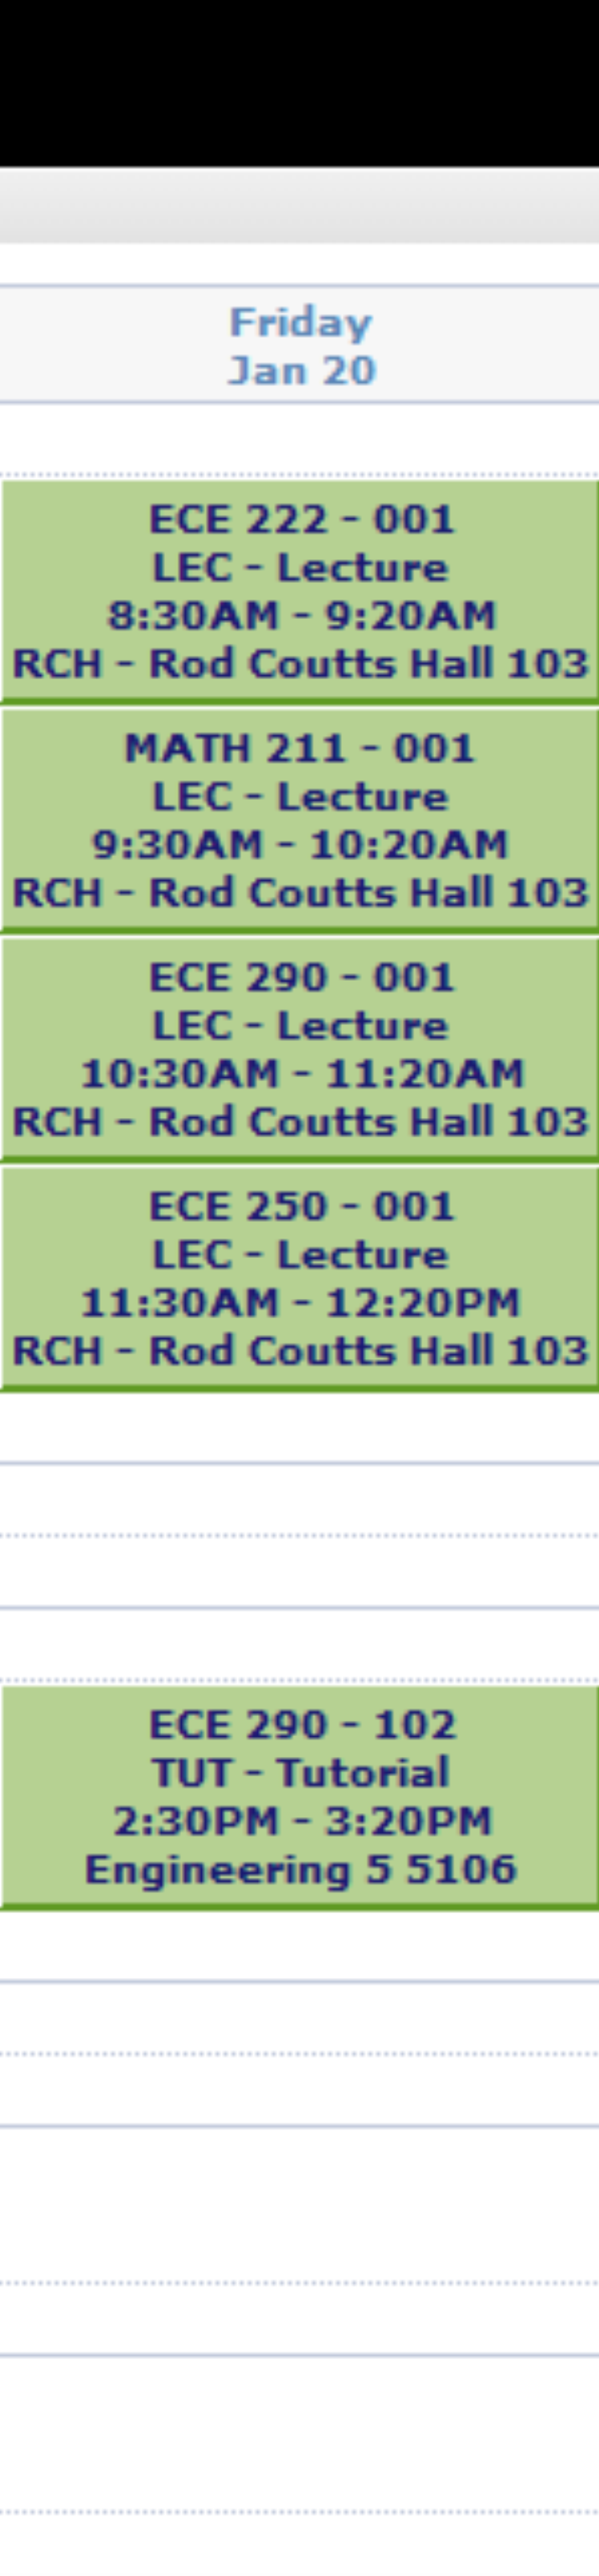 Friday
Jan 20
ECE 222 - 001
LEC - Lecture
8:30AM - 9:20AM
RCH - Rod Coutts Hall 103
MATH 211 - 001
LEC - Lecture
9:30AM - 10:20AM
RCH - Rod Coutts Hall 103
ECE 290 - 001
LEC - Lecture
10:30AM - 11:20AM
RCH - Rod Coutts Hall 103
ECE 250 - 001
LEC - Lecture
11:30AM - 12:20PM
RCH - Rod Coutts Hall 103
ECE 290 - 102
TUT - Tutorial
2:30PM - 3:20PM
Engineering 5 5106